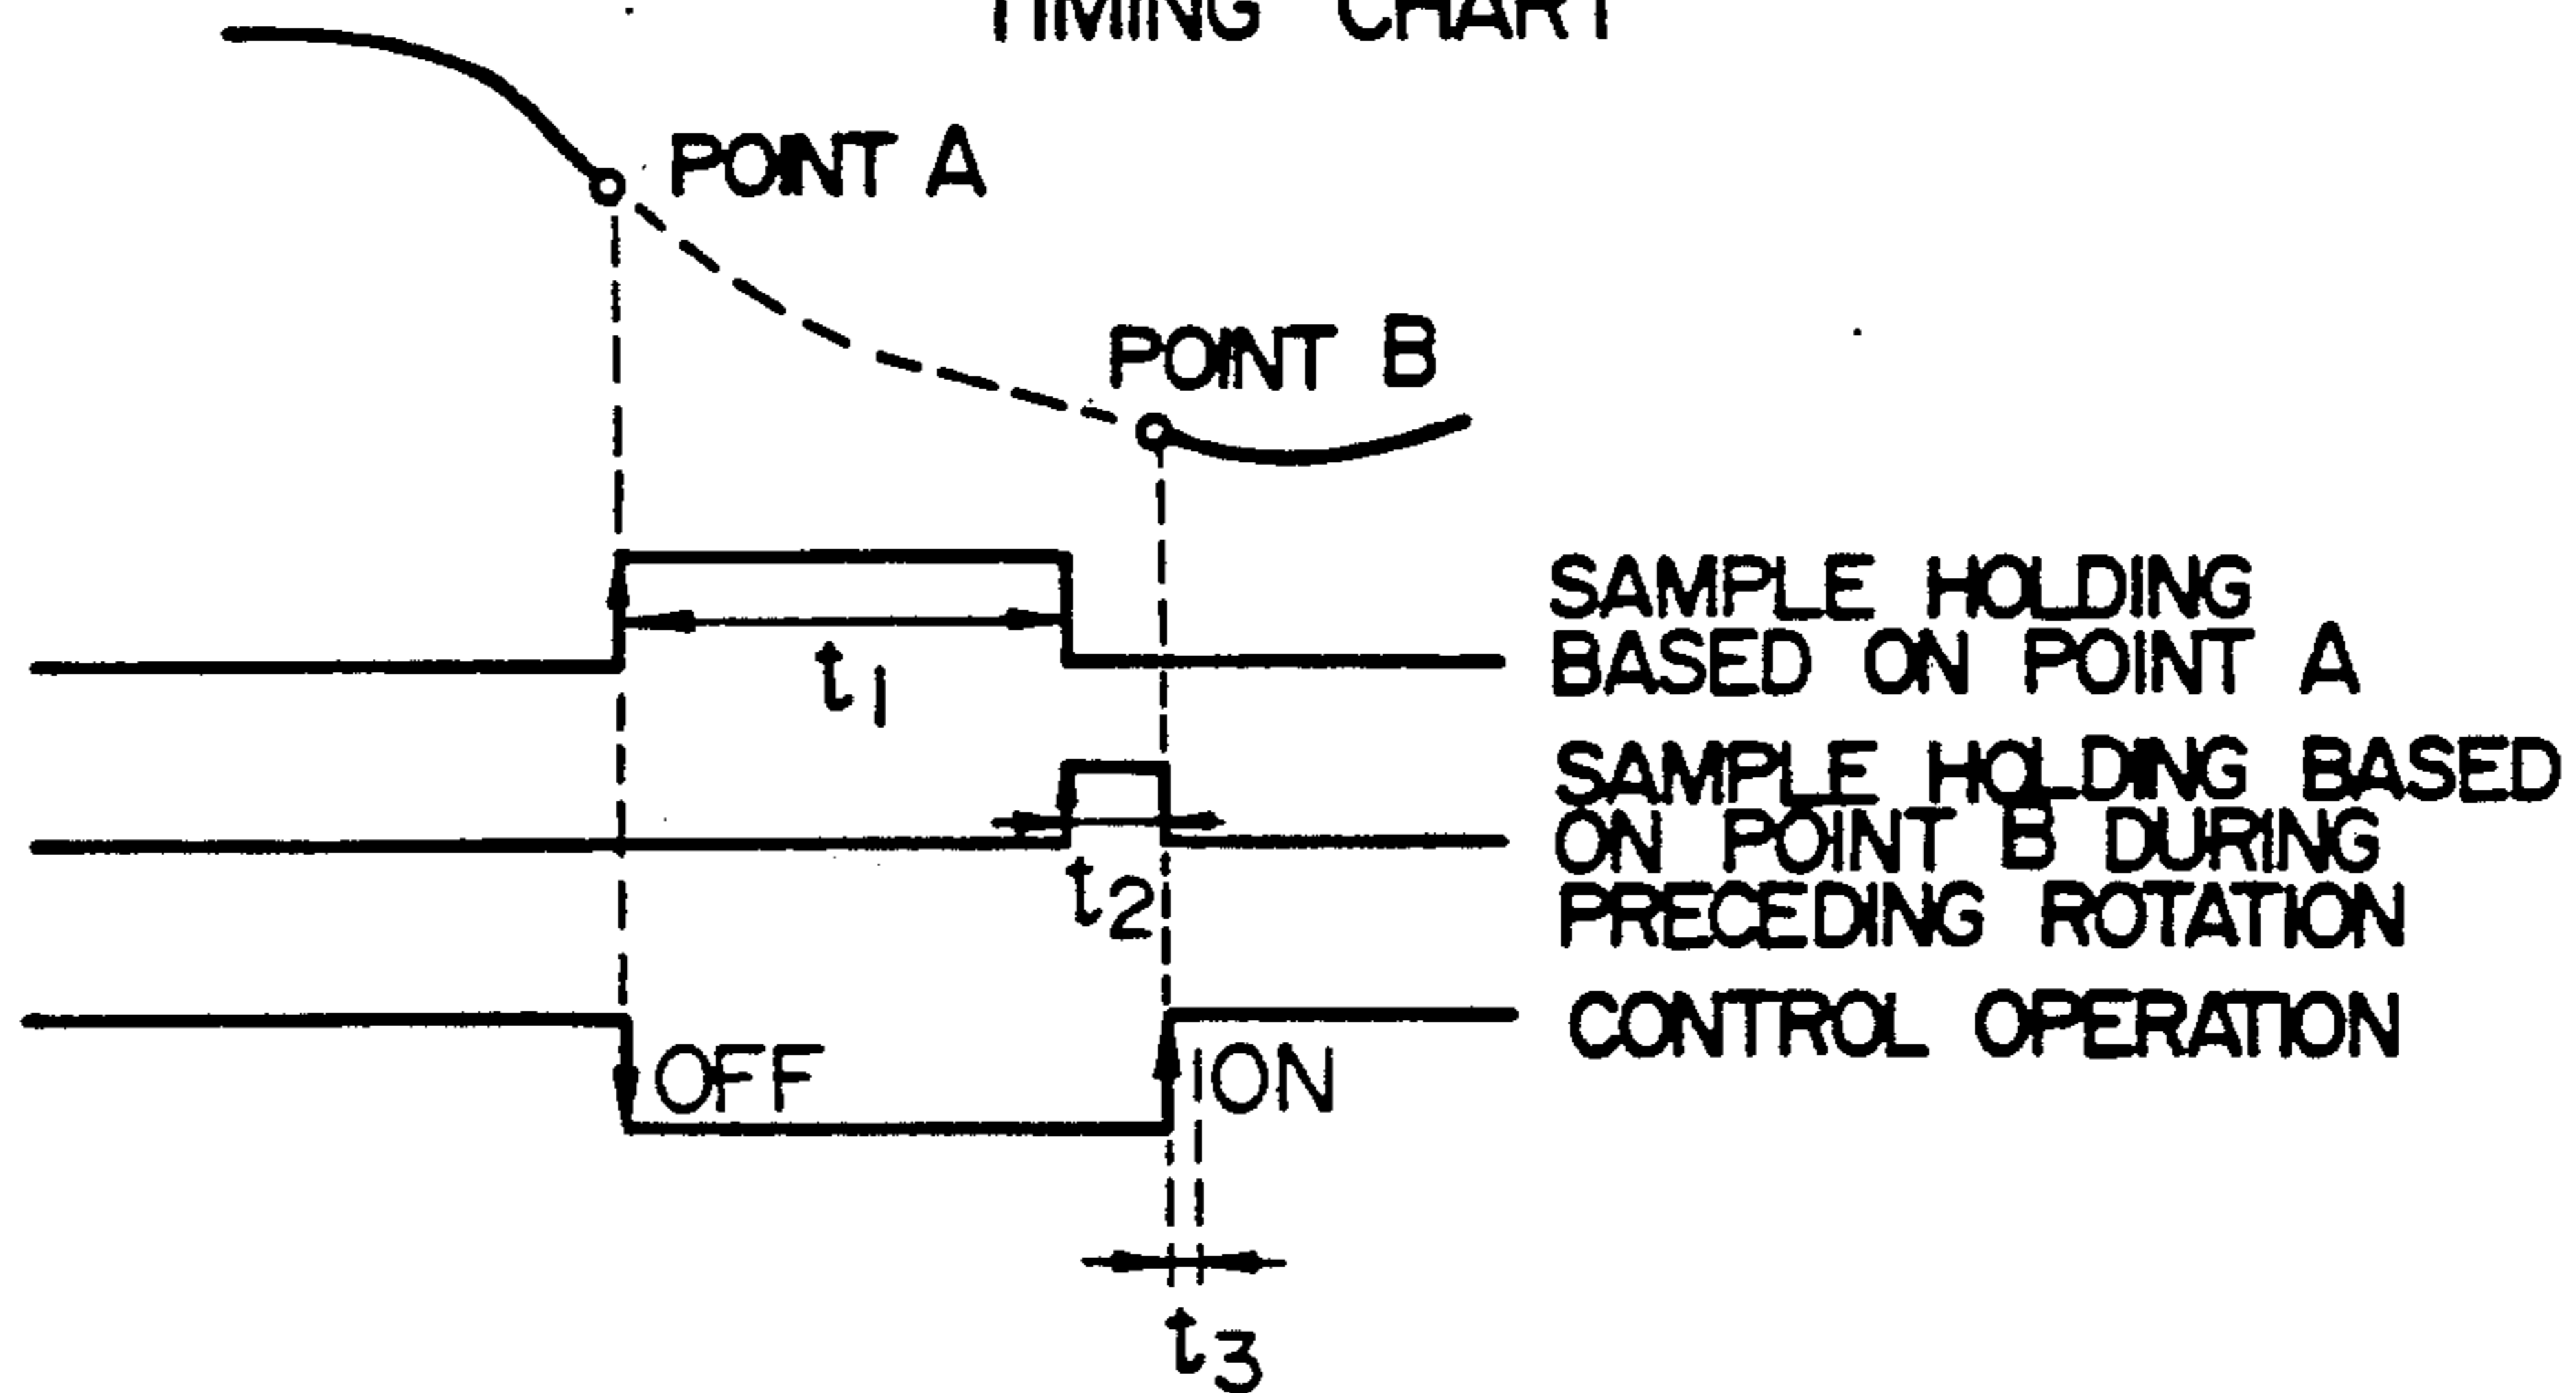 TIMING CHART
POINT A
POINT B
SAMPLE HOLDING
BASED ON POINT A
t1
SAMPLE HOLDING BASED
ON POINT B DURING
PRECEDING ROTATION
t2
CONTROL OPERATION
OFF
ON
t3